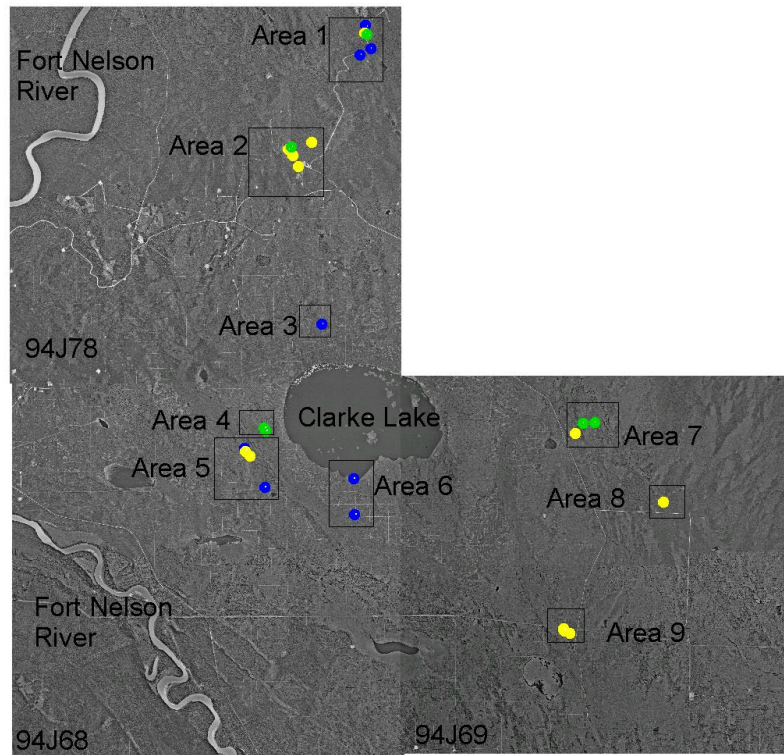 Area 1
Fort Nelson
River
Area 2
Area 3
94J78
Area 4
Clarke Lake
Area 5
Area 6
Area 7
Area 8
Fort Nelson
River
Area 9
94J68
94J69